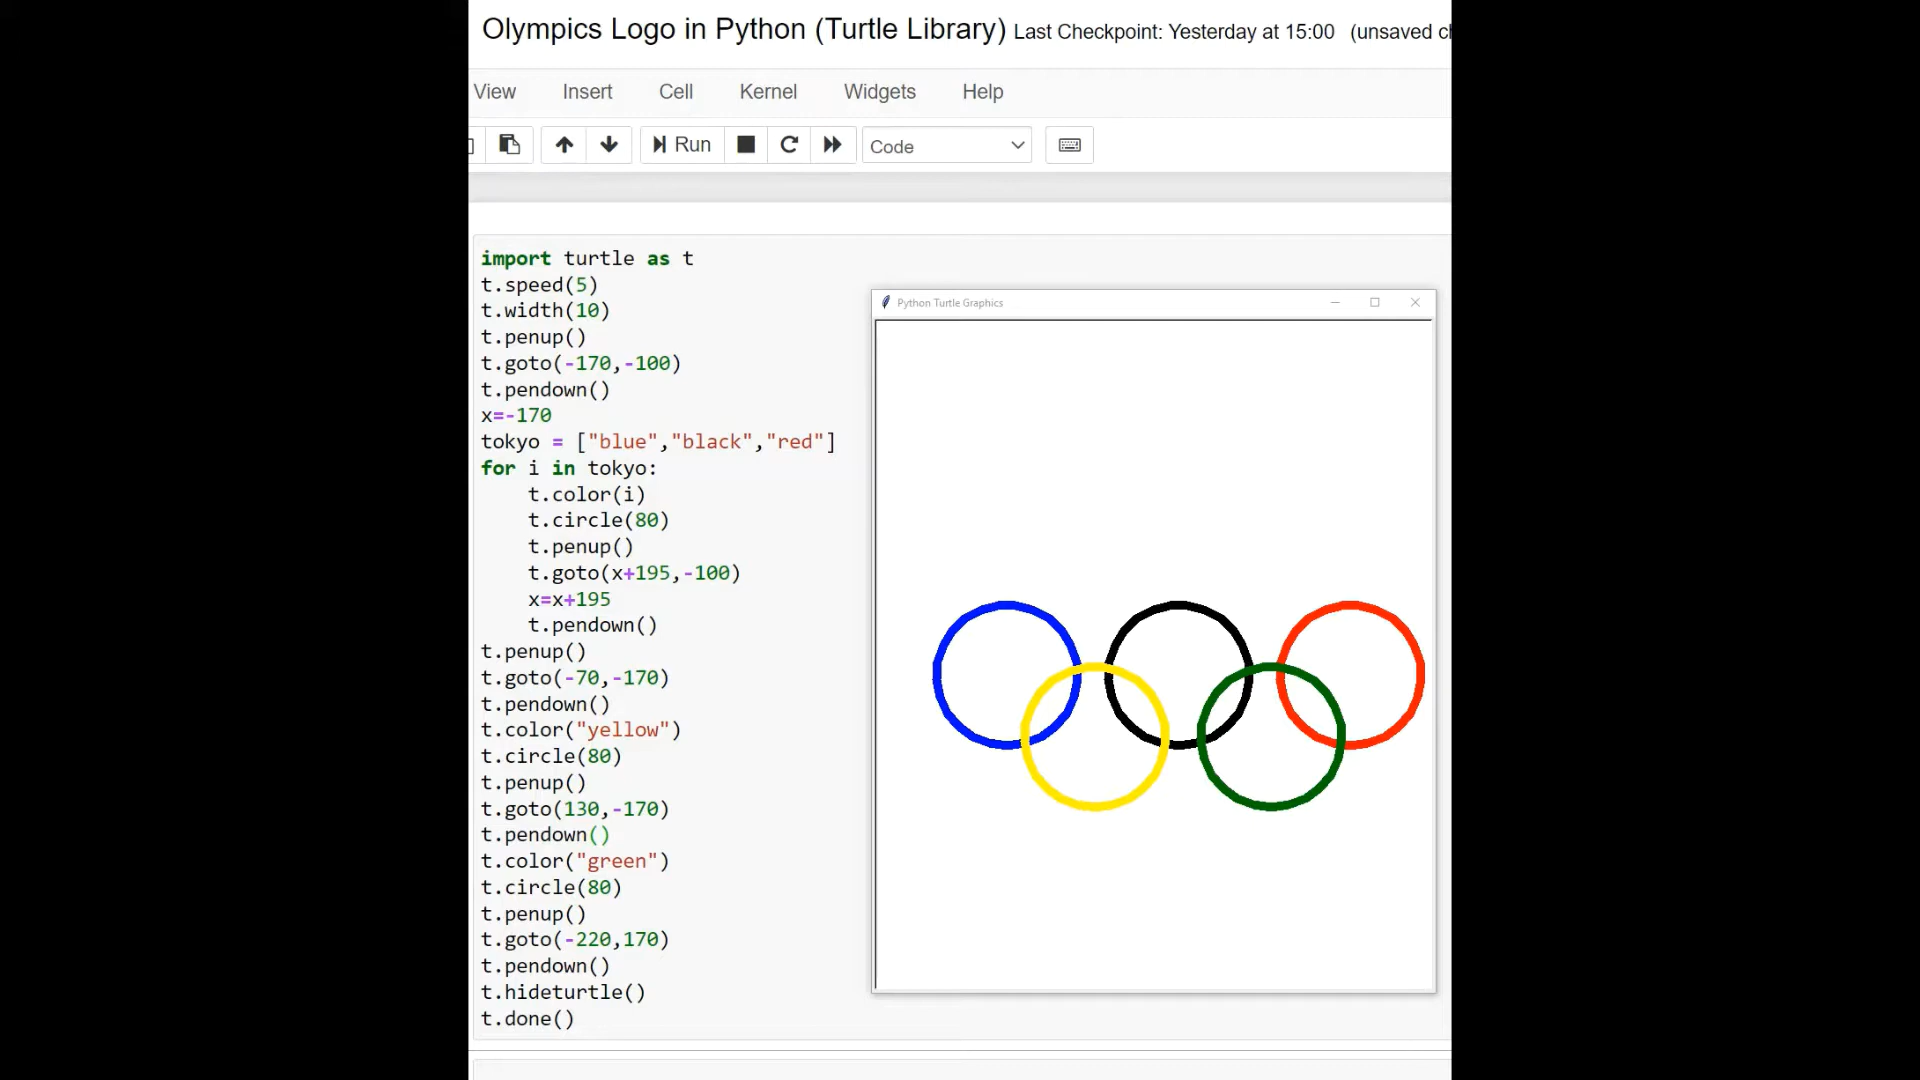 Olympics Logo in Python (Turtle Library) Last Checkpoint: Yesterday at 15:00 (unsaved
View Insert Cell Kernel Widgets Help
Run Code
import turtle as t
t.speed(5)
t.width(10)
t.penup()
t.goto(-170,-100)
t.pendown()
x=-170
tokyo = ["blue","black","red"]
for i in tokyo:
    t.color(i)
    t.circle(80)
    t.penup()
    t.goto(x+195,-100)
    x=x+195
    t.pendown()
t.penup()
t.goto(-70,-170)
t.pendown()
t.color("yellow")
t.circle(80)
t.penup()
t.goto(130,-170)
t.pendown()
t.color("green")
t.circle(80)
t.penup()
t.goto(-220,170)
t.pendown()
t.hideturtle()
t.done()
Python Turtle Graphics